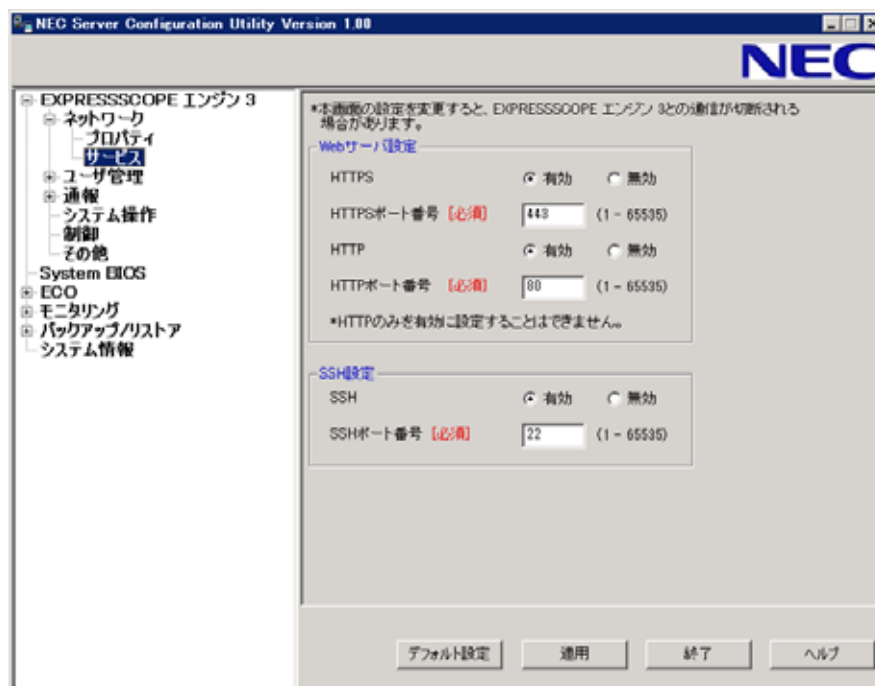 NEC Server Configuration Utility Version 1.00
NEC
EXPRESSSCOPE エンジン 3
ネットワーク
プロパティ
サービス
ユーザ管理
通報
システム操作
制御
その他
System BIOS
ECO
モニタリング
バックアップ/リストア
システム情報
*本画面の設定を変更すると、EXPRESSSCOPE エンジン 3との通信が切断される
場合があります。
Webサーバ設定
HTTPS 有効 無効
HTTPSポート番号 [必須] 443 (1 - 65535)
HTTP 有効 無効
HTTPポート番号 [必須] 80 (1 - 65535)
*HTTPのみを有効に設定することはできません。
SSH設定
SSH 有効 無効
SSHポート番号 [必須] 22 (1 - 65535)
デフォルト設定 適用 終了 ヘルプ